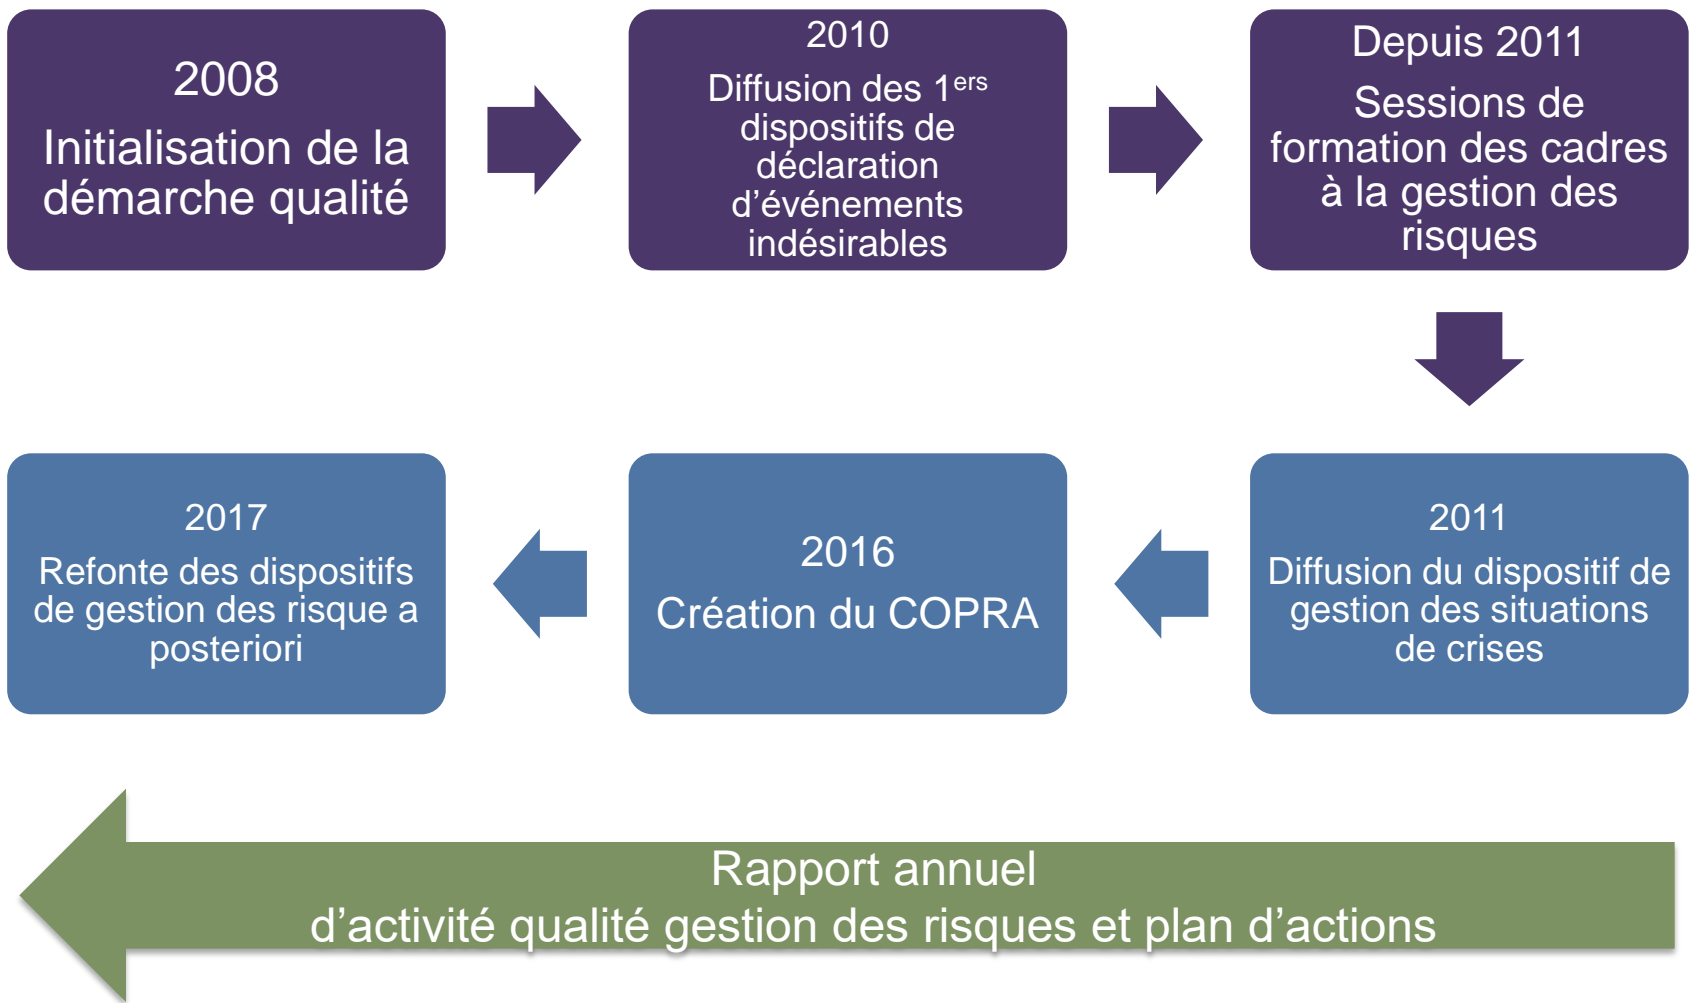 2008
Initialisation de la
démarche qualité
2010
Diffusion des 1ers
dispositifs de
déclaration
d’événements
indésirables
Depuis 2011
Sessions de
formation des cadres
à la gestion des
risques
2017
Refonte des dispositifs
de gestion des risque a
posteriori
2016
Création du COPRA
2011
Diffusion du dispositif de
gestion des situations
de crises
Rapport annuel
d’activité qualité gestion des risques et plan d’actions